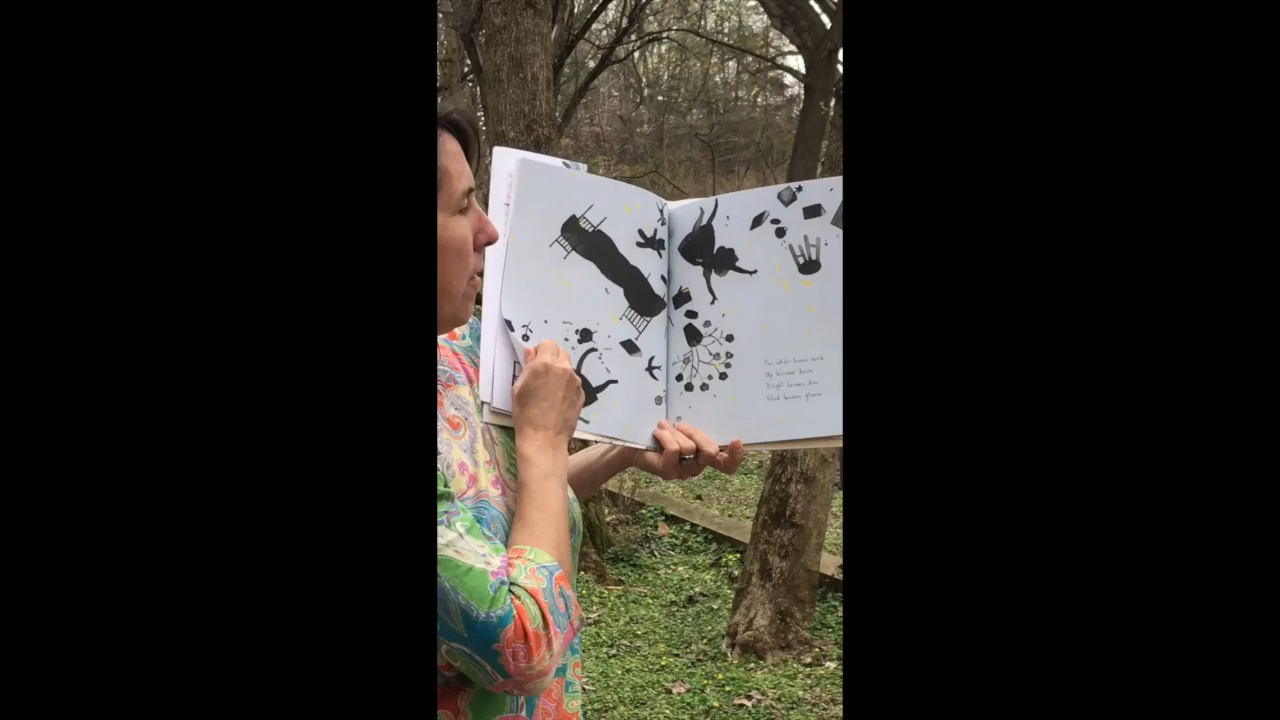 The whole house sank
Up became down
Bright became dim
Glad became gloom